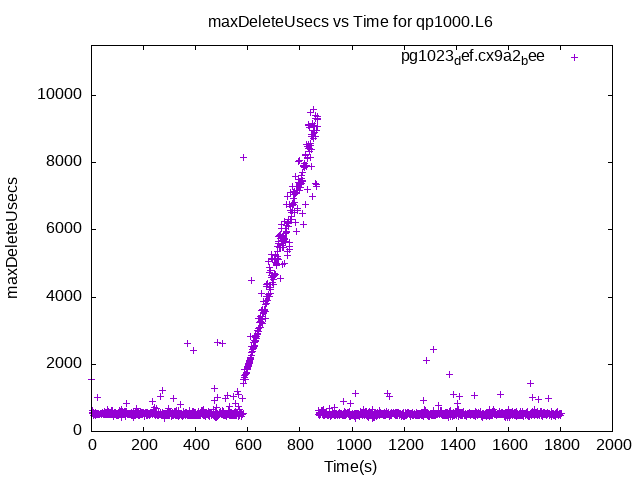 maxDeleteUsecs vs Time for qp1000.L6
pg1023def.cx9a2bee
10000
8000
6000
4000
2000
0
maxDeleteUsecs
0 200 400 600 800 1000 1200 1400 1600 1800 2000
Time(s)